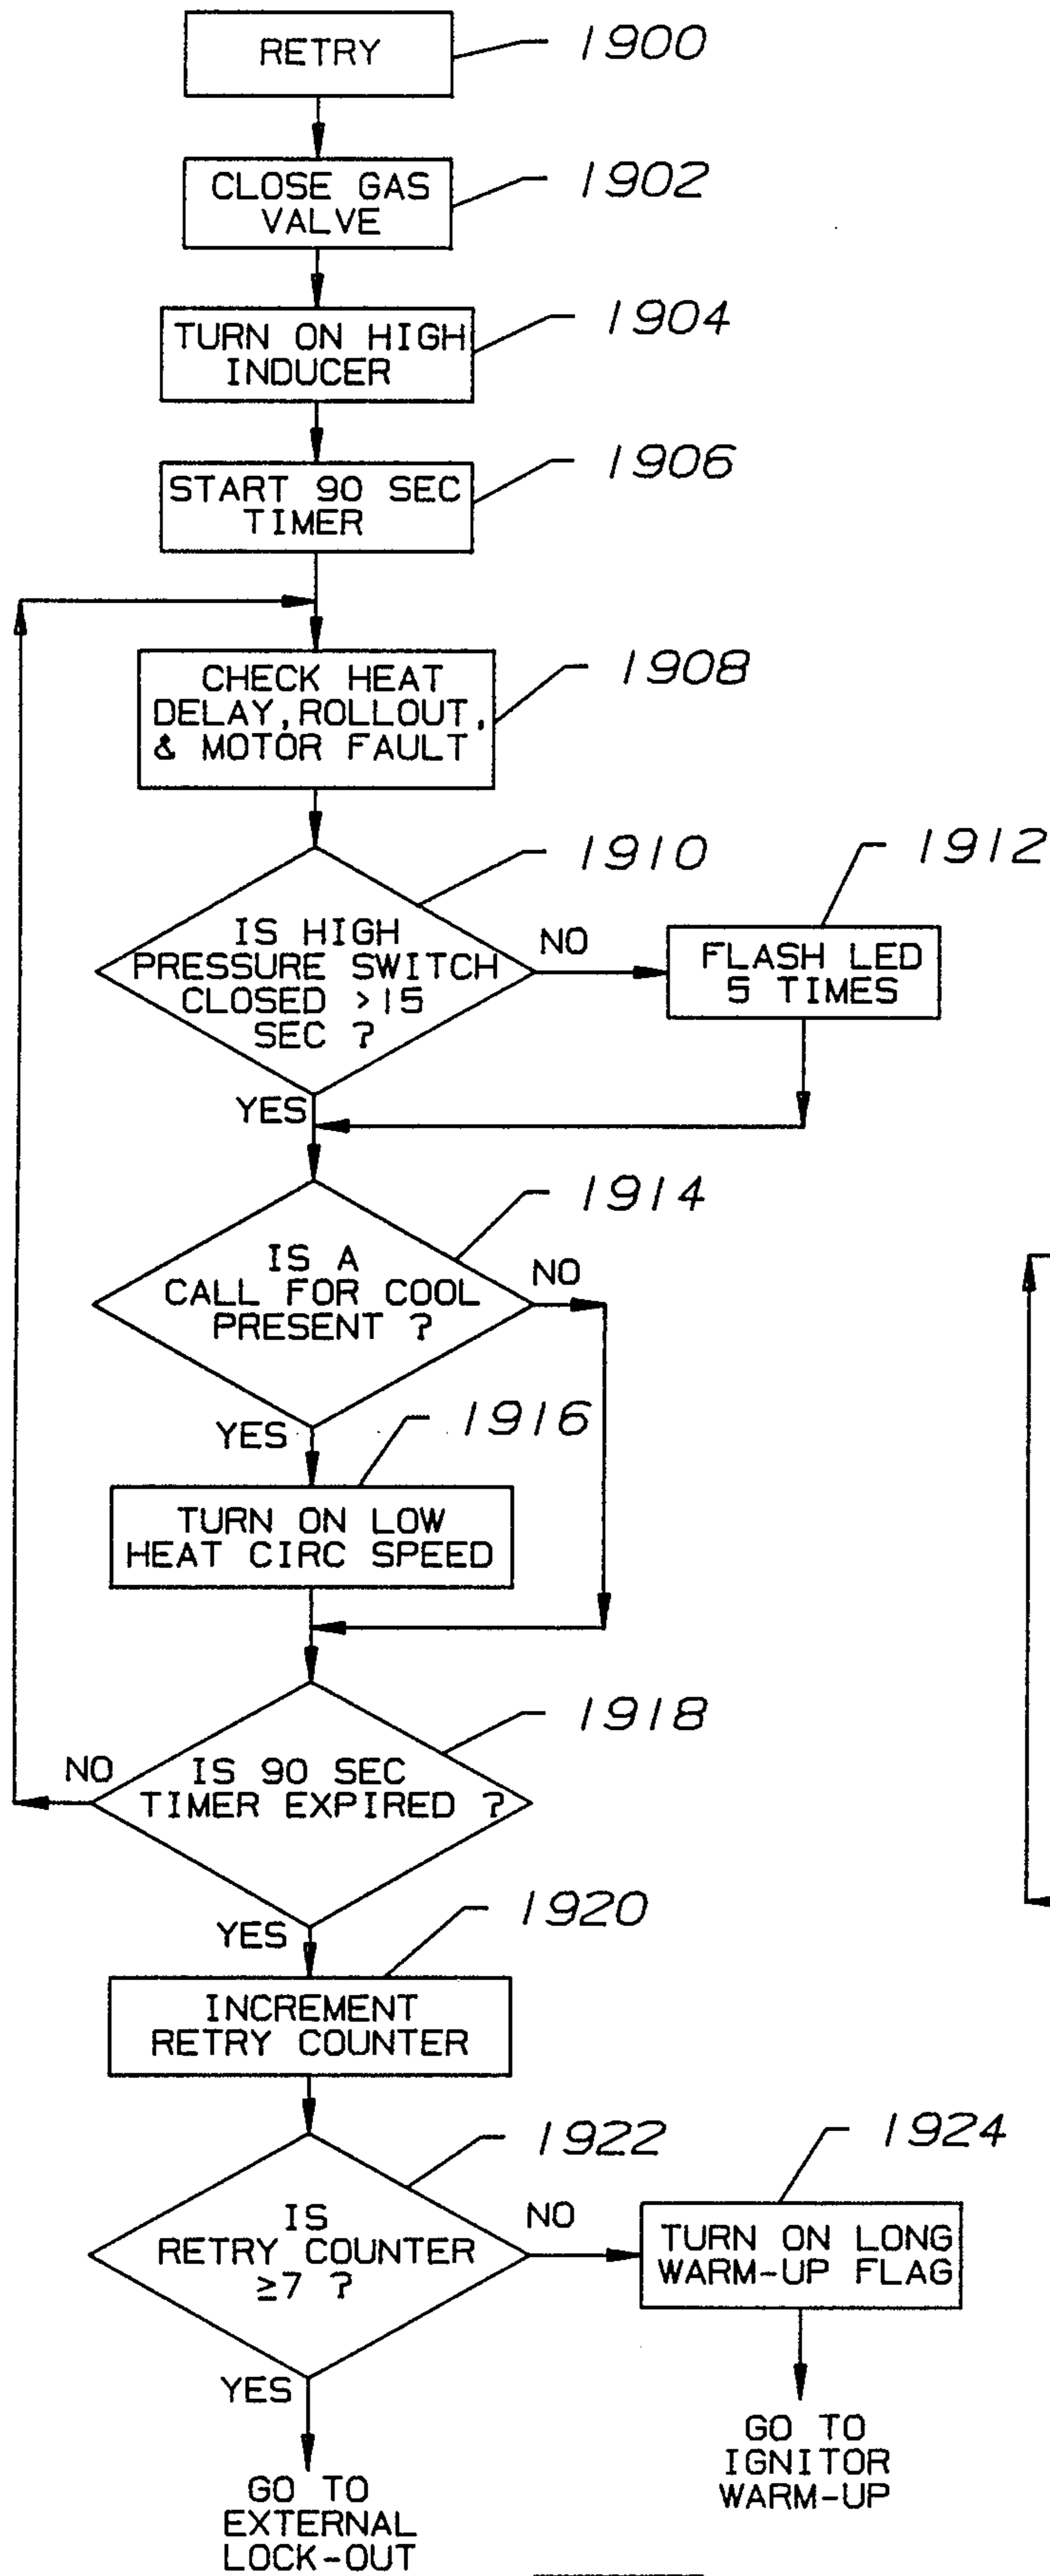 RETRY
1900
CLOSE GAS
VALVE
1902
TURN ON HIGH
INDUCER
1904
START 90 SEC
TIMER
1906
CHECK HEAT
DELAY, ROLLOUT,
& MOTOR FAULT
1908
IS HIGH
PRESSURE SWITCH
CLOSED >15
SEC ?
1910
NO
FLASH LED
5 TIMES
1912
YES
IS A
CALL FOR COOL
PRESENT ?
1914
NO
YES
TURN ON LOW
HEAT CIRC SPEED
1916
IS 90 SEC
TIMER EXPIRED ?
1918
NO
YES
INCREMENT
RETRY COUNTER
1920
IS
RETRY COUNTER
≥7 ?
1922
NO
TURN ON LONG
WARM-UP FLAG
1924
YES
GO TO
IGNITOR
WARM-UP
GO TO
EXTERNAL
LOCK-OUT